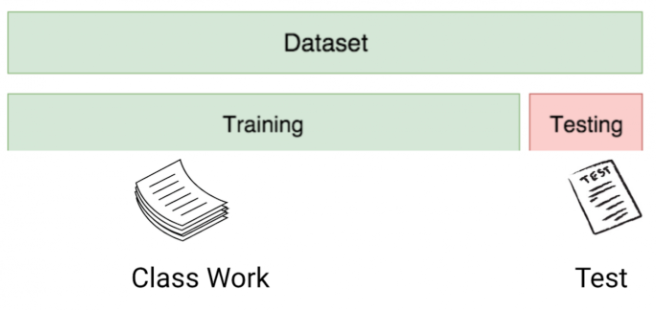 Dataset
Training Testing
TEST
Class Work Test